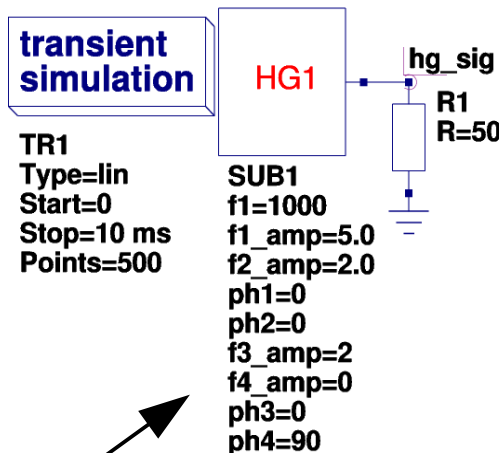 transient
simulation
TR1
Type=lin
Start=0
Stop=10 ms
Points=500
HG1
SUB1
f1=1000
f1_amp=5.0
f2_amp=2.0
ph1=0
ph2=0
f3_amp=2
f4_amp=0
ph3=0
ph4=90
hg_sig
R1
R=50